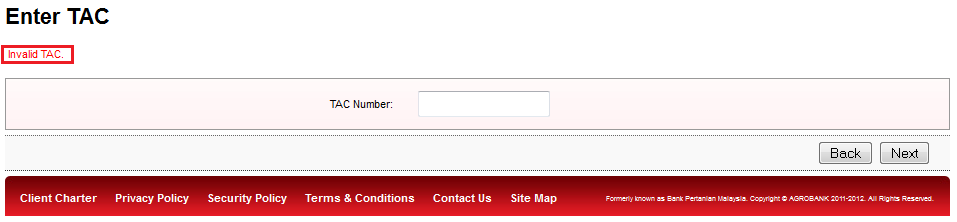 Enter TAC
Invalid TAC.
TAC Number:
Back Next
Client Charter Privacy Policy Security Policy Terms & Conditions Contact Us Site Map Formerly known as Bank Pertanian Malaysia. Copyright © AGROBANK 2011-2012. All Rights Reserved.